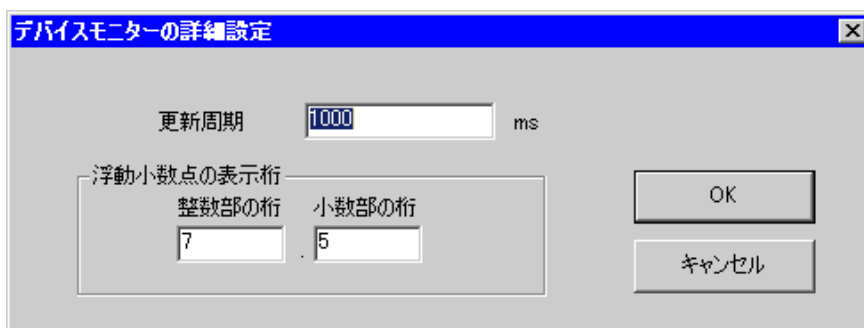 デバイスモニターの詳細設定
更新周期 1000 ms
浮動小数点の表示桁
整数部の桁 小数部の桁
7 . 5
OK
キャンセル